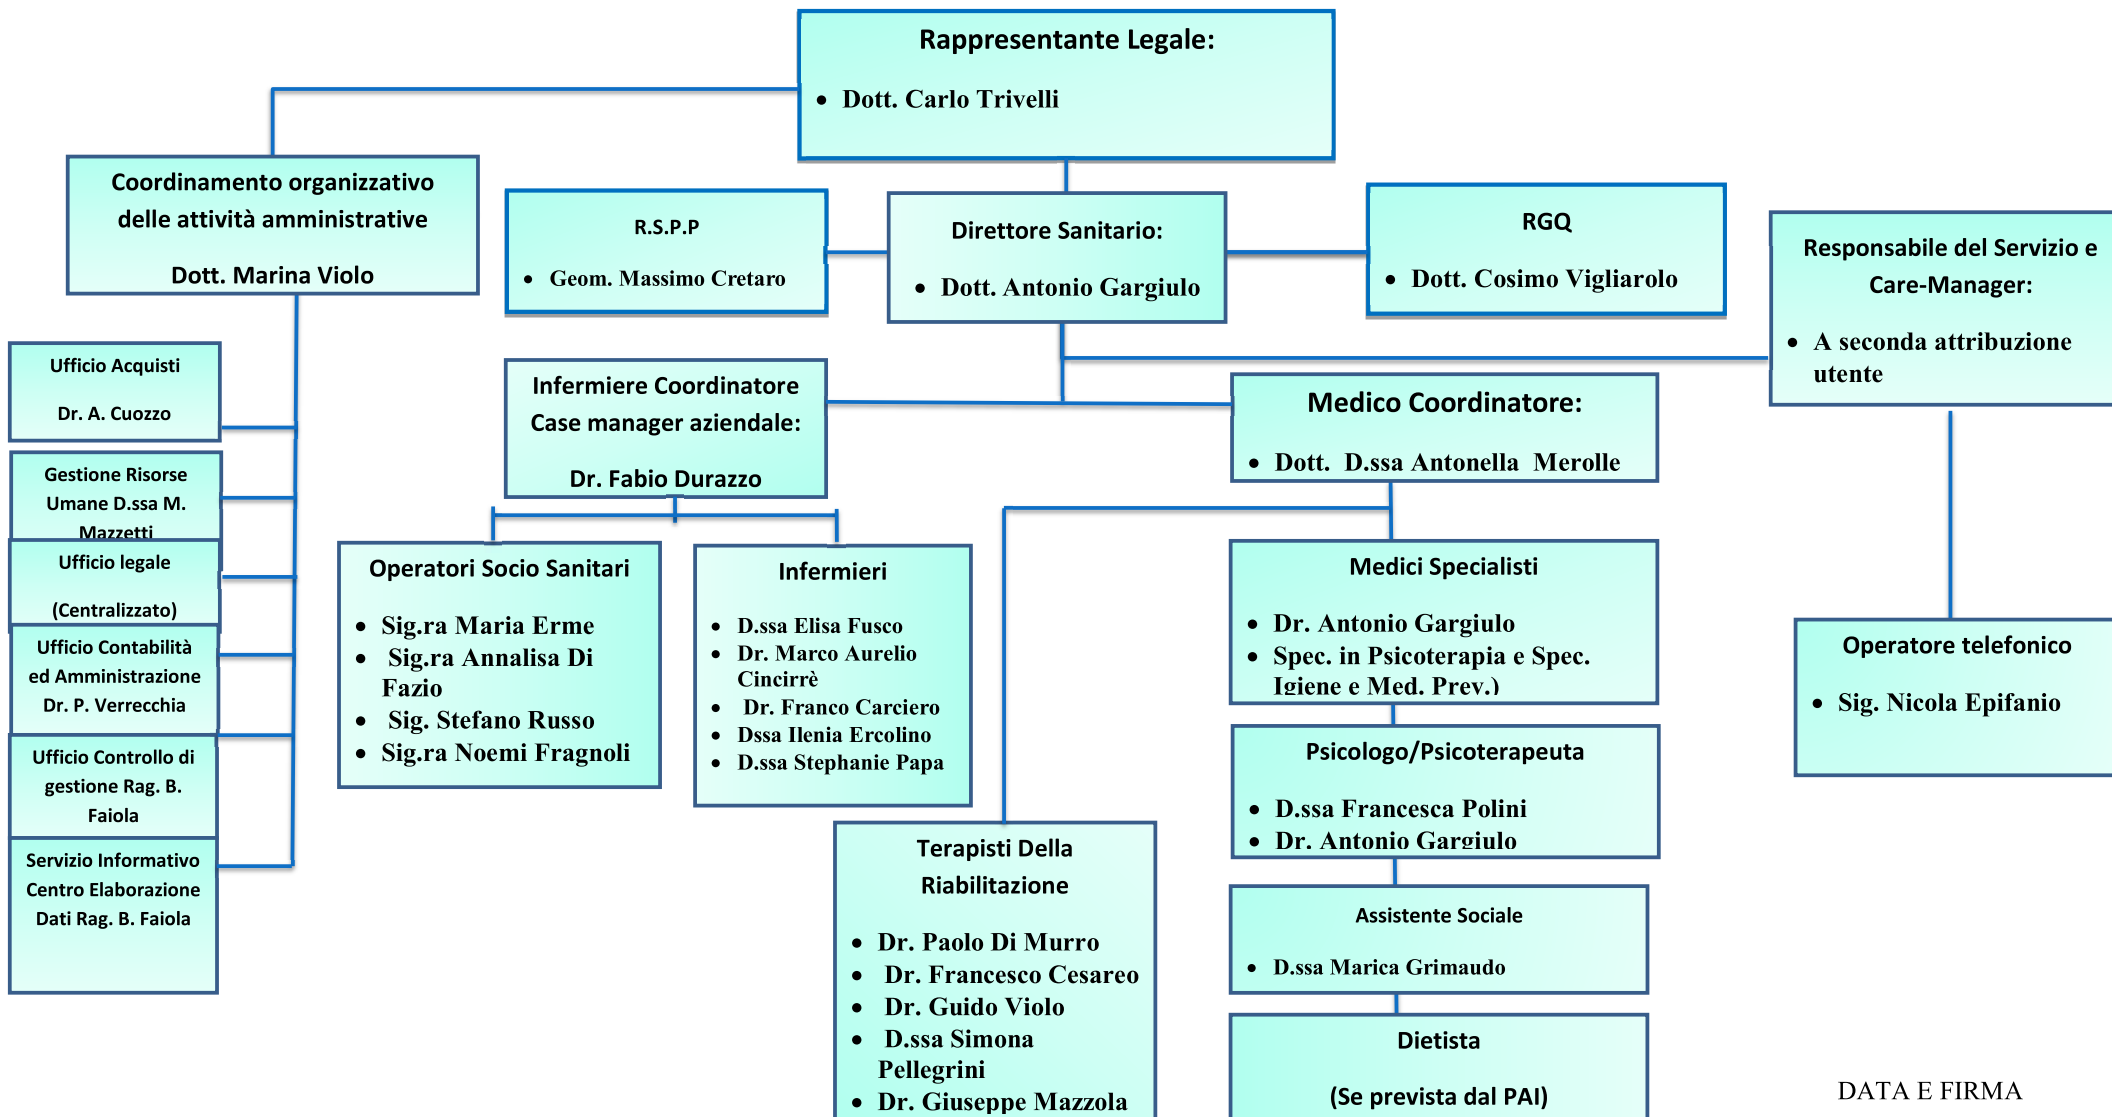 Rappresentante Legale:
• Dott. Carlo Trivelli
Coordinamento organizzativo
delle attività amministrative
Dott. Marina Violo
R.S.P.P
• Geom. Massimo Cretaro
Direttore Sanitario:
• Dott. Antonio Gargiulo
RGQ
• Dott. Cosimo Vigliarolo
Responsabile del Servizio e
Care-Manager:
• A seconda attribuzione
utente
Ufficio Acquisti
Dr. A. Cuozzo
Gestione Risorse
Umane D.ssa M.
Mazzetti
Ufficio legale
(Centralizzato)
Ufficio Contabilità
ed Amministrazione
Dr. P. Verrecchia
Ufficio Controllo di
gestione Rag. B.
Faiola
Servizio Informativo
Centro Elaborazione
Dati Rag. B. Faiola
Infermiere Coordinatore
Case manager aziendale:
Dr. Fabio Durazzo
Medico Coordinatore:
• Dott. D.ssa Antonella Merolle
Operatori Socio Sanitari
• Sig.ra Maria Erme
• Sig.ra Annalisa Di
Fazio
• Sig. Stefano Russo
• Sig.ra Noemi Fragnoli
Infermieri
• D.ssa Elisa Fusco
• Dr. Marco Aurelio
Cincirrè
• Dr. Franco Carciero
• Dssa Ilenia Ercolino
• D.ssa Stephanie Papa
Medici Specialisti
• Dr. Antonio Gargiulo
• Spec. in Psicoterapia e Spec.
Igiene e Med. Prev.)
Operatore telefonico
• Sig. Nicola Epifanio
Psicologo/Psicoterapeuta
• D.ssa Francesca Polini
• Dr. Antonio Gargiulo
Terapisti Della
Riabilitazione
• Dr. Paolo Di Murro
• Dr. Francesco Cesareo
• Dr. Guido Violo
• D.ssa Simona
Pellegrini
• Dr. Giuseppe Mazzola
Assistente Sociale
• D.ssa Marica Grimaudo
Dietista
(Se prevista dal PAI)
DATA E FIRMA